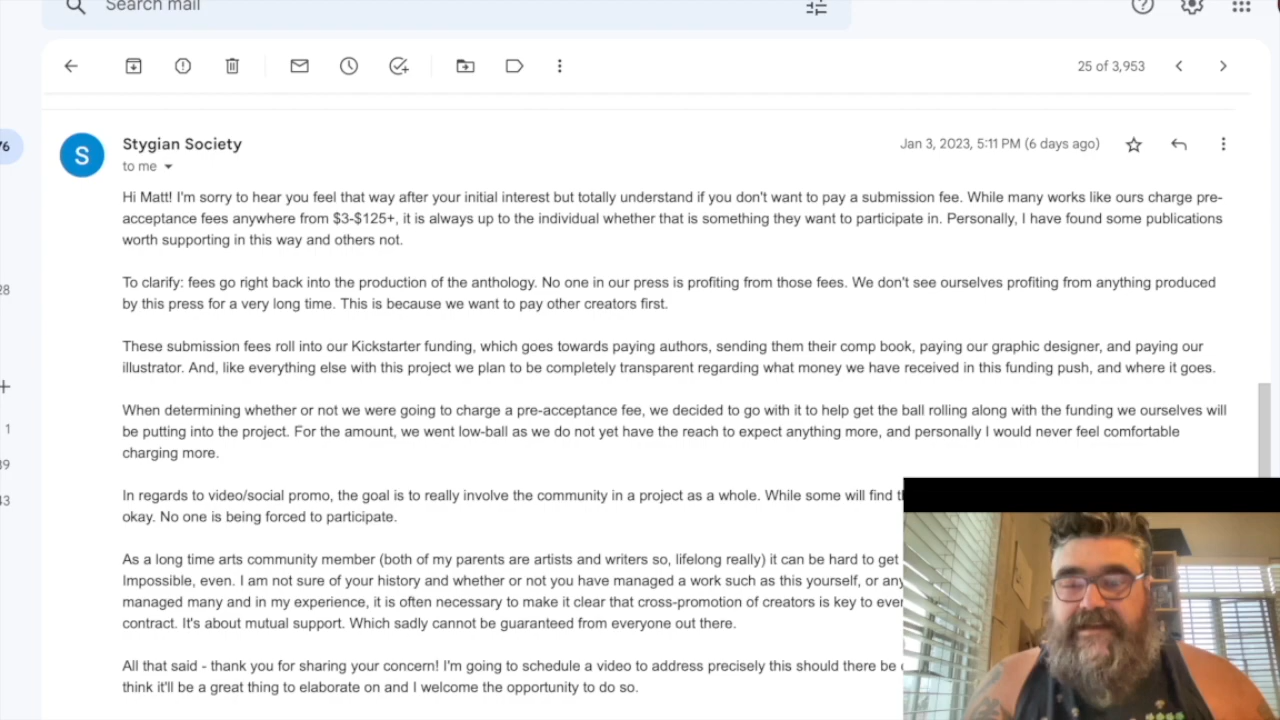 Search mail
25 of 3,953
76
Stygian Society
Jan 3, 2023, 5:11 PM (6 days ago)
S
to me
Hi Matt! I'm sorry to hear you feel that way after your initial interest but totally understand if you don't want to pay a submission fee. While many works like ours charge pre-
acceptance fees anywhere from $3-$125+, it is always up to the individual whether that is something they want to participate in. Personally, I have found some publications
worth supporting in this way and others not.
To clarify: fees go right back into the production of the anthology. No one in our press is profiting from those fees. We don't see ourselves profiting from anything produced
28
by this press for a very long time. This is because we want to pay other creators first.
These submission fees roll into our Kickstarter funding, which goes towards paying authors, sending them their comp book, paying our graphic designer, and paying our
illustrator. And, like everything else with this project we plan to be completely transparent regarding what money we have received in this funding push, and where it goes.
When determining whether or not we were going to charge a pre-acceptance fee, we decided to go with it to help get the ball rolling along with the funding we ourselves will
1
be putting into the project. For the amount, we went low-ball as we do not yet have the reach to expect anything more, and personally I would never feel comfortable
charging more.
39
In regards to video/social promo, the goal is to really involve the community in a project as a whole. While some will find
43
okay. No one is being forced to participate.
As a long time arts community member (both of my parents are artists and writers so, lifelong really) it can be hard to get
Impossible, even. I am not sure of your history and whether or not you have managed a work such as this yourself, or any
managed many and in my experience, it is often necessary to make it clear that cross-promotion of creators is key to
contract. It's about mutual support. Which sadly cannot be guaranteed from everyone out there.
All that said - thank you for sharing your concern! I'm going to schedule a video to address precisely this should there be
think it'll be a great thing to elaborate on and I welcome the opportunity to do so.